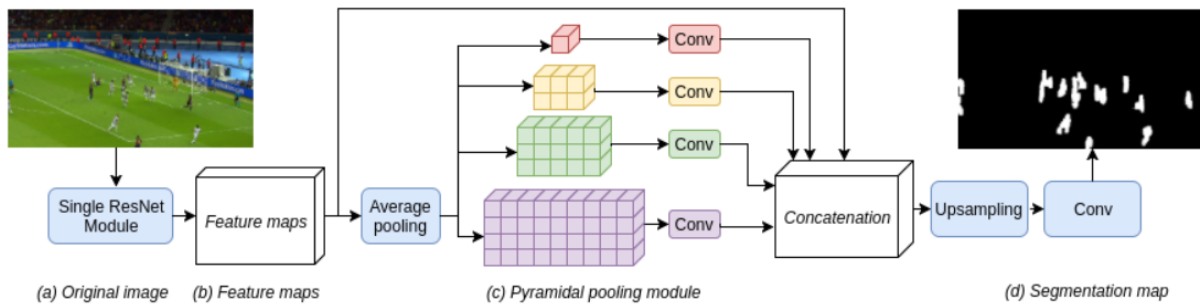 Single ResNet
Module
Feature maps
Average
pooling
Conv
Conv
Conv
Conv
Concatenation
Upsampling
Conv
(a) Original image
(b) Feature maps
(c) Pyramidal pooling module
(d) Segmentation map